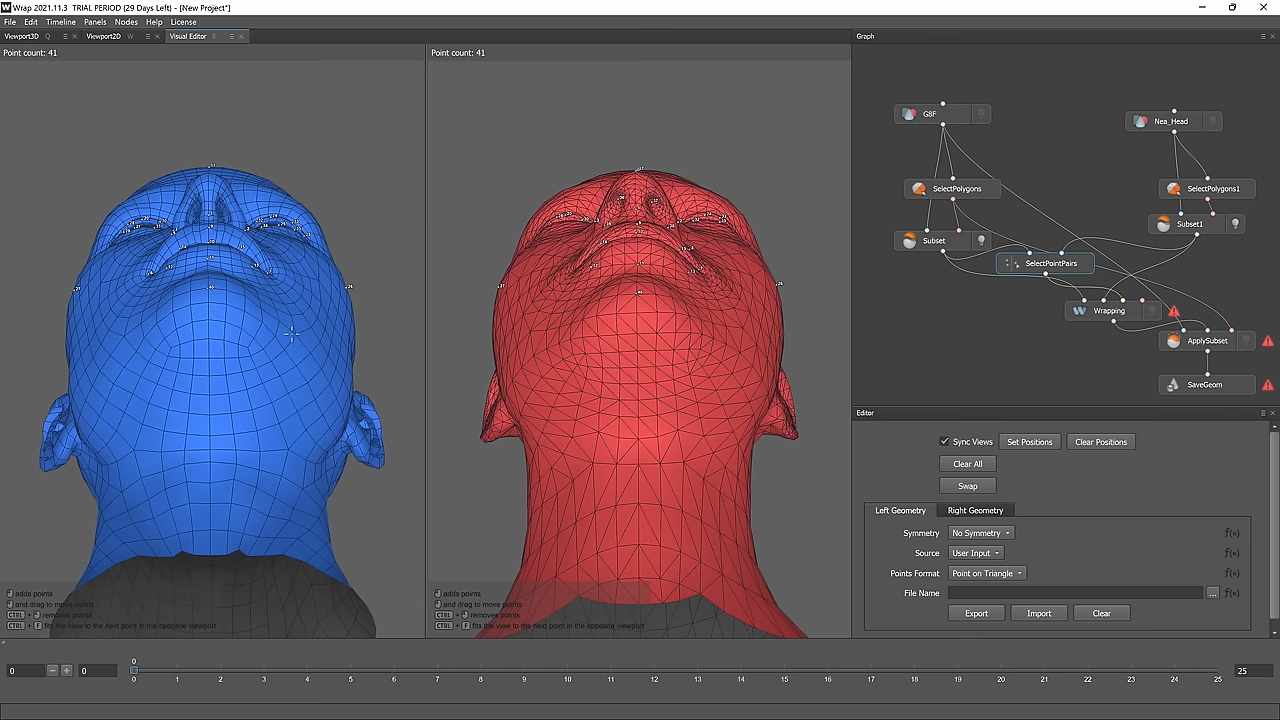 Wrap 2021.11.3 TRIAL PERIOD (29 Days Left) - [New Project*]
File Edit Timeline Panels Nodes Help License
Viewport3D Q Viewport2D W Visual Editor E Graph
Point count: 41 Point count: 41
G8F
Nea_Head
SelectPolygons
SelectPolygons1
Subset
Subset1
SelectPointPairs
Wrapping
ApplySubset
SaveGeom
Editor
Sync Views Set Positions Clear Positions
Clear All
Swap
Left Geometry Right Geometry
Symmetry No Symmetry f(x)
Source User Input f(x)
Points Format Point on Triangle f(x)
File Name ... f(x)
Export Import Clear
adds points
and drag to move points
CTRL + removes points
CTRL + F fits the view to the next point in the opposite viewport
adds points
and drag to move points
CTRL + removes points
CTRL + F fits the view to the next point in the opposite viewport
0 0 0 25
0 1 2 3 4 5 6 7 8 9 10 11 12 13 14 15 16 17 18 19 20 21 22 23 24 25